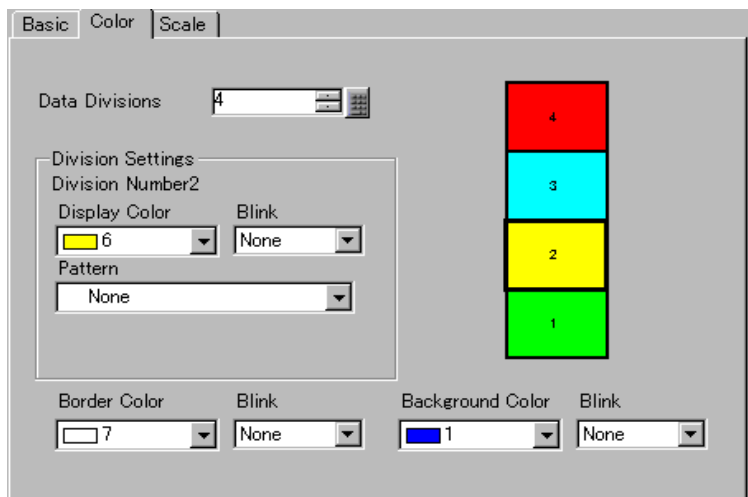 Basic Color Scale
Data Divisions 4
Division Settings
Division Number2
Display Color Blink
6 None
Pattern
None
4
3
2
1
Border Color Blink Background Color Blink
7 None 1 None